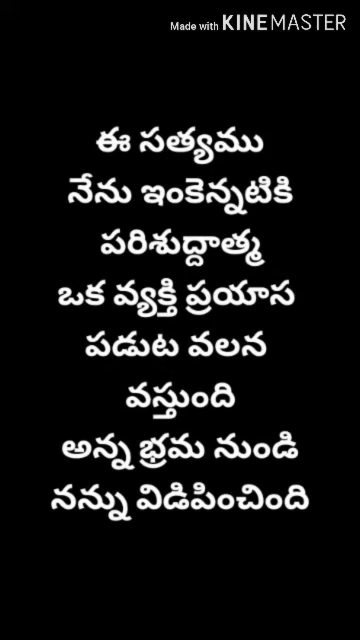 Made with KINEMASTER
ఈ సత్యము
నేను ఇంకెన్నటికి
పరిశుద్దాత్మ
ఒక వ్యక్తి ప్రయాస
పడుట వలన
వస్తుంది
అన్న భ్రమ నుండి
నన్ను విడిపించింది